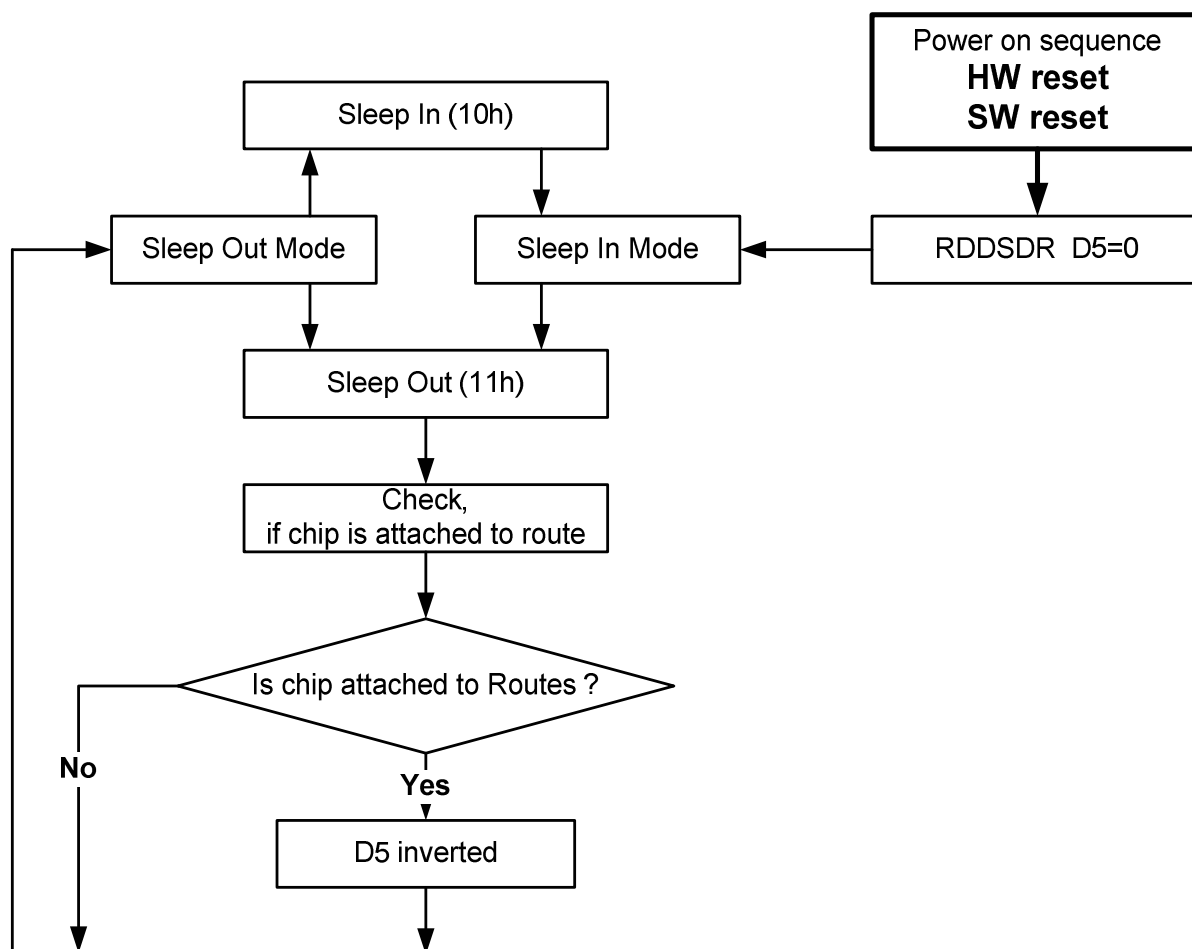 Power on sequence
HW reset
SW reset
Sleep In (10h)
Sleep Out Mode
Sleep In Mode
RDDSDR D5=0
Sleep Out (11h)
Check,
if chip is attached to route
Is chip attached to Routes ?
No
Yes
D5 inverted